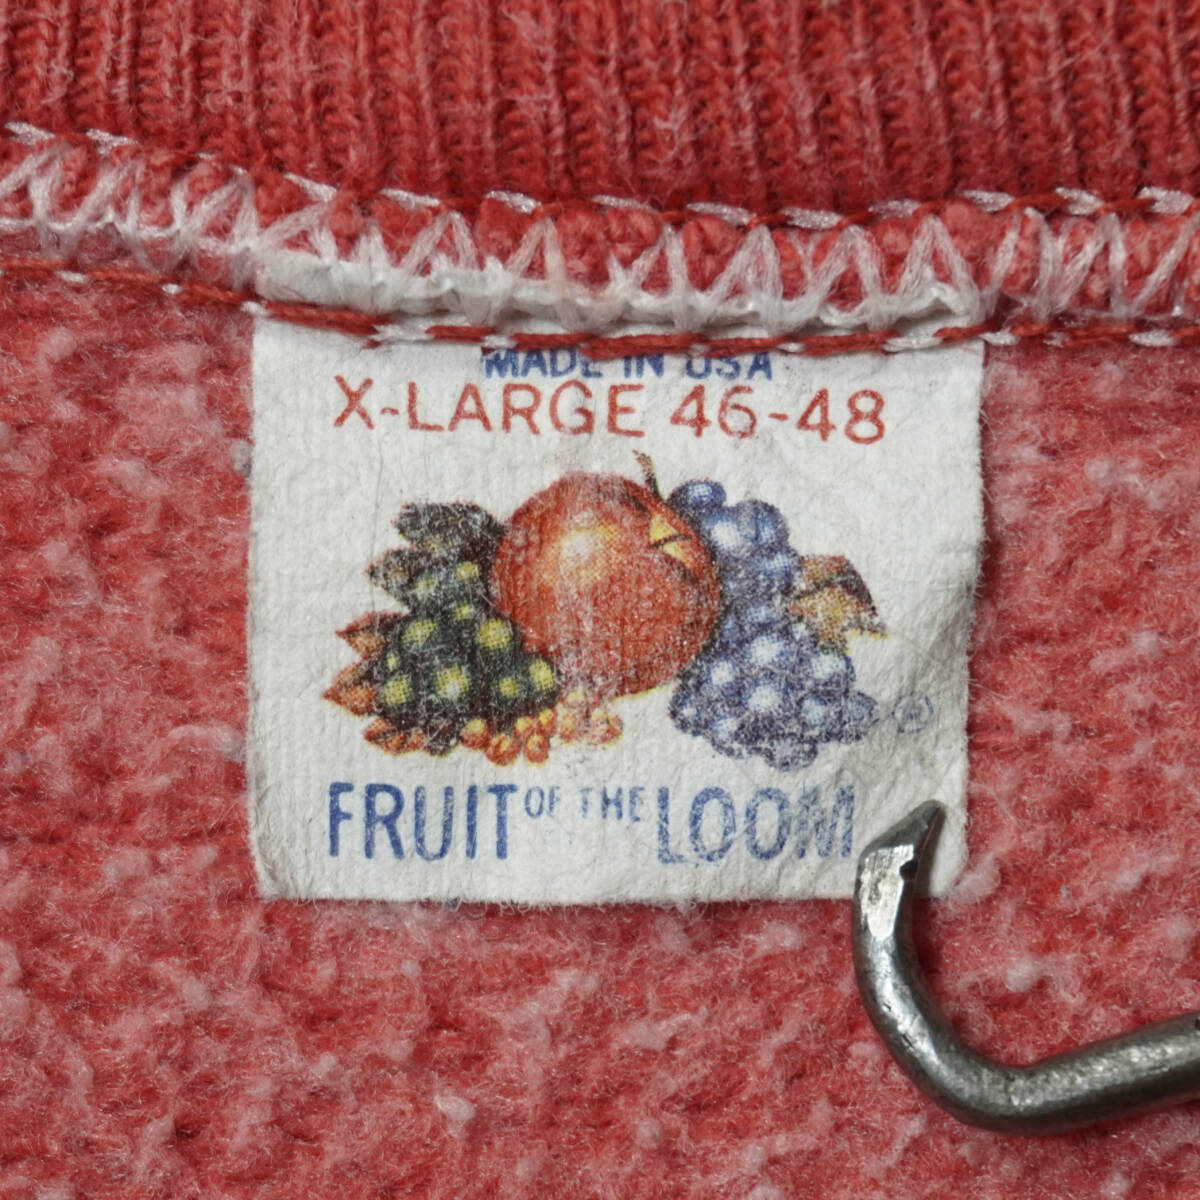 MADE IN USA
X-LARGE 46-48
®
FRUIT OF THE LOOM